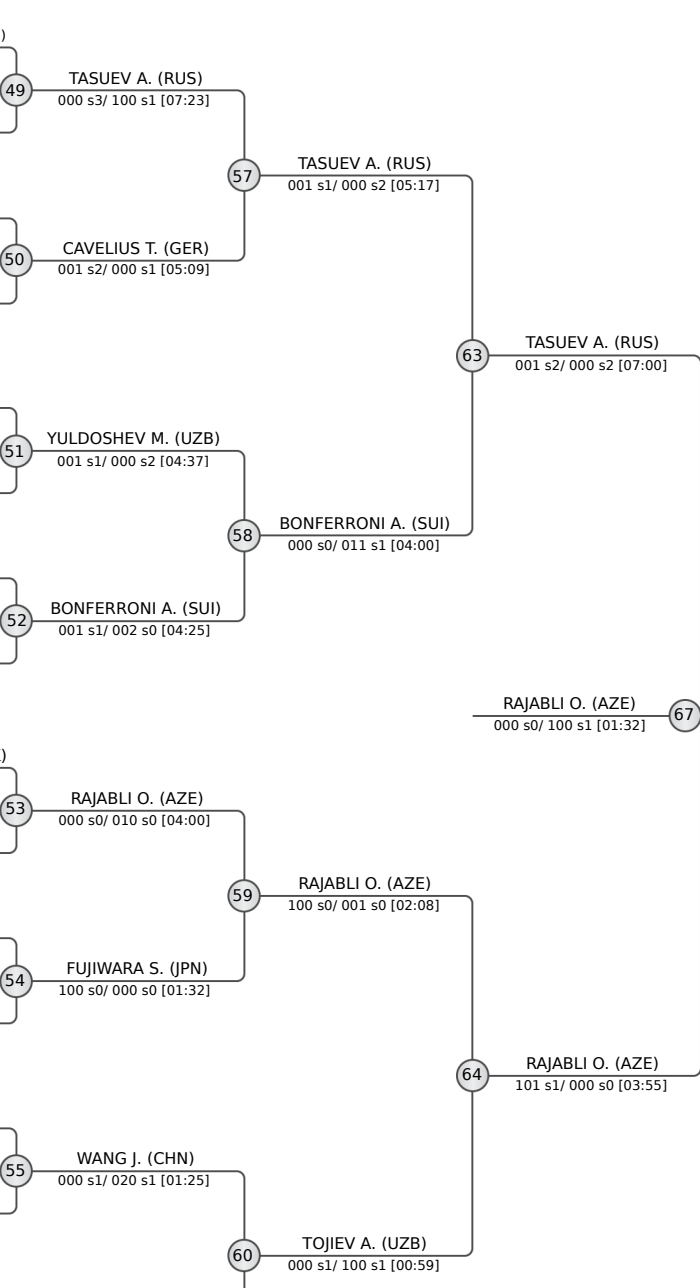 )
49
TASUEV A. (RUS)
000 s3/ 100 s1 [07:23]
57
TASUEV A. (RUS)
001 s1/ 000 s2 [05:17]
50
CAVELIUS T. (GER)
001 s2/ 000 s1 [05:09]
63
TASUEV A. (RUS)
001 s2/ 000 s2 [07:00]
51
YULDOSHEV M. (UZB)
001 s1/ 000 s2 [04:37]
58
BONFERRONI A. (SUI)
000 s0/ 011 s1 [04:00]
52
BONFERRONI A. (SUI)
001 s1/ 002 s0 [04:25]
RAJABLI O. (AZE)
000 s0/ 100 s1 [01:32]
67
)
53
RAJABLI O. (AZE)
000 s0/ 010 s0 [04:00]
59
RAJABLI O. (AZE)
100 s0/ 001 s0 [02:08]
54
FUJIWARA S. (JPN)
100 s0/ 000 s0 [01:32]
64
RAJABLI O. (AZE)
101 s1/ 000 s0 [03:55]
55
WANG J. (CHN)
000 s1/ 020 s1 [01:25]
60
TOJIEV A. (UZB)
000 s1/ 100 s1 [00:59]